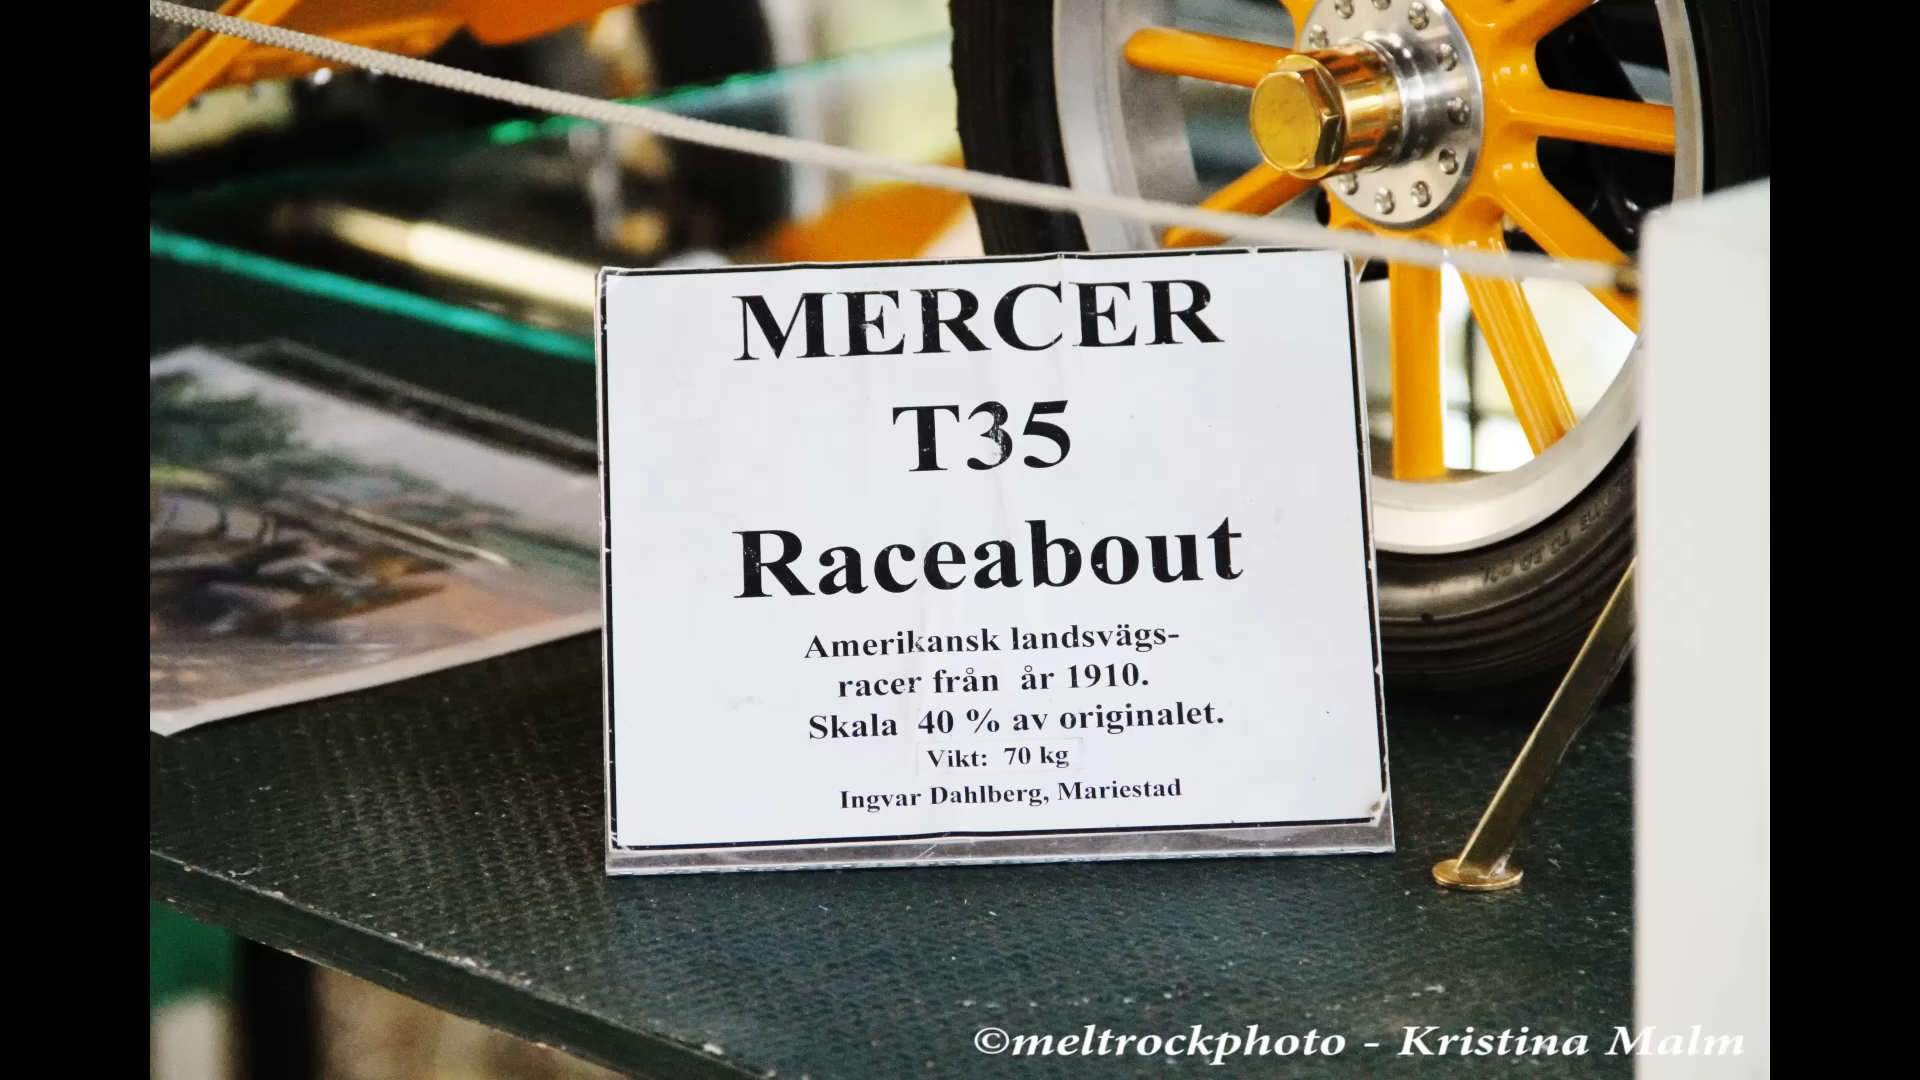 MERCER
T35
Raceabout
Amerikansk landsvägs-
racer från år 1910.
Skala 40 % av originalet.
Vikt: 70 kg
Ingvar Dahlberg, Mariestad
©meltrockphoto - Kristina Malm